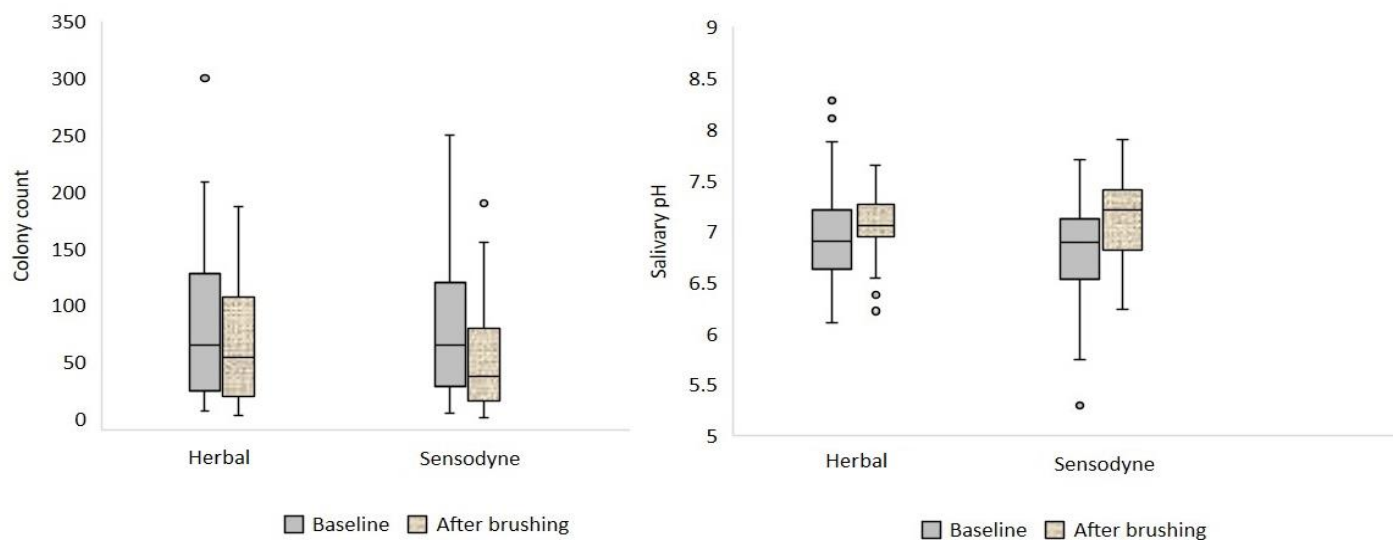 350
300
250
200
150
100
50
0
Colony count
Herbal
Sensodyne
Baseline
After brushing
9
8.5
8
7.5
7
6.5
6
5.5
5
Salivary pH
Herbal
Sensodyne
Baseline
After brushing